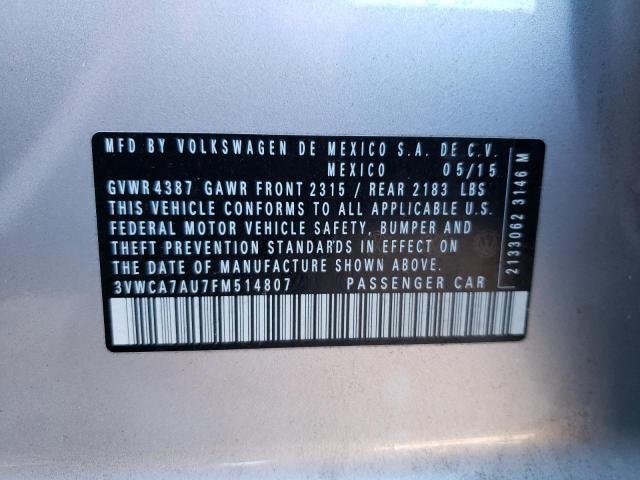 MFD BY VOLKSWAGEN DE MEXICO S.A. DE C.V.
MEXICO 05/15
GVWR 4387 GAWR FRONT 2315 / REAR 2183 LBS
THIS VEHICLE CONFORMS TO ALL APPLICABLE U.S.
FEDERAL MOTOR VEHICLE SAFETY, BUMPER AND
THEFT PREVENTION STANDARDS IN EFFECT ON
DATE OF MANUFACTURE SHOWN ABOVE.
3VWCA7AU7FM514807 PASSENGER CAR
2133062 3146 M